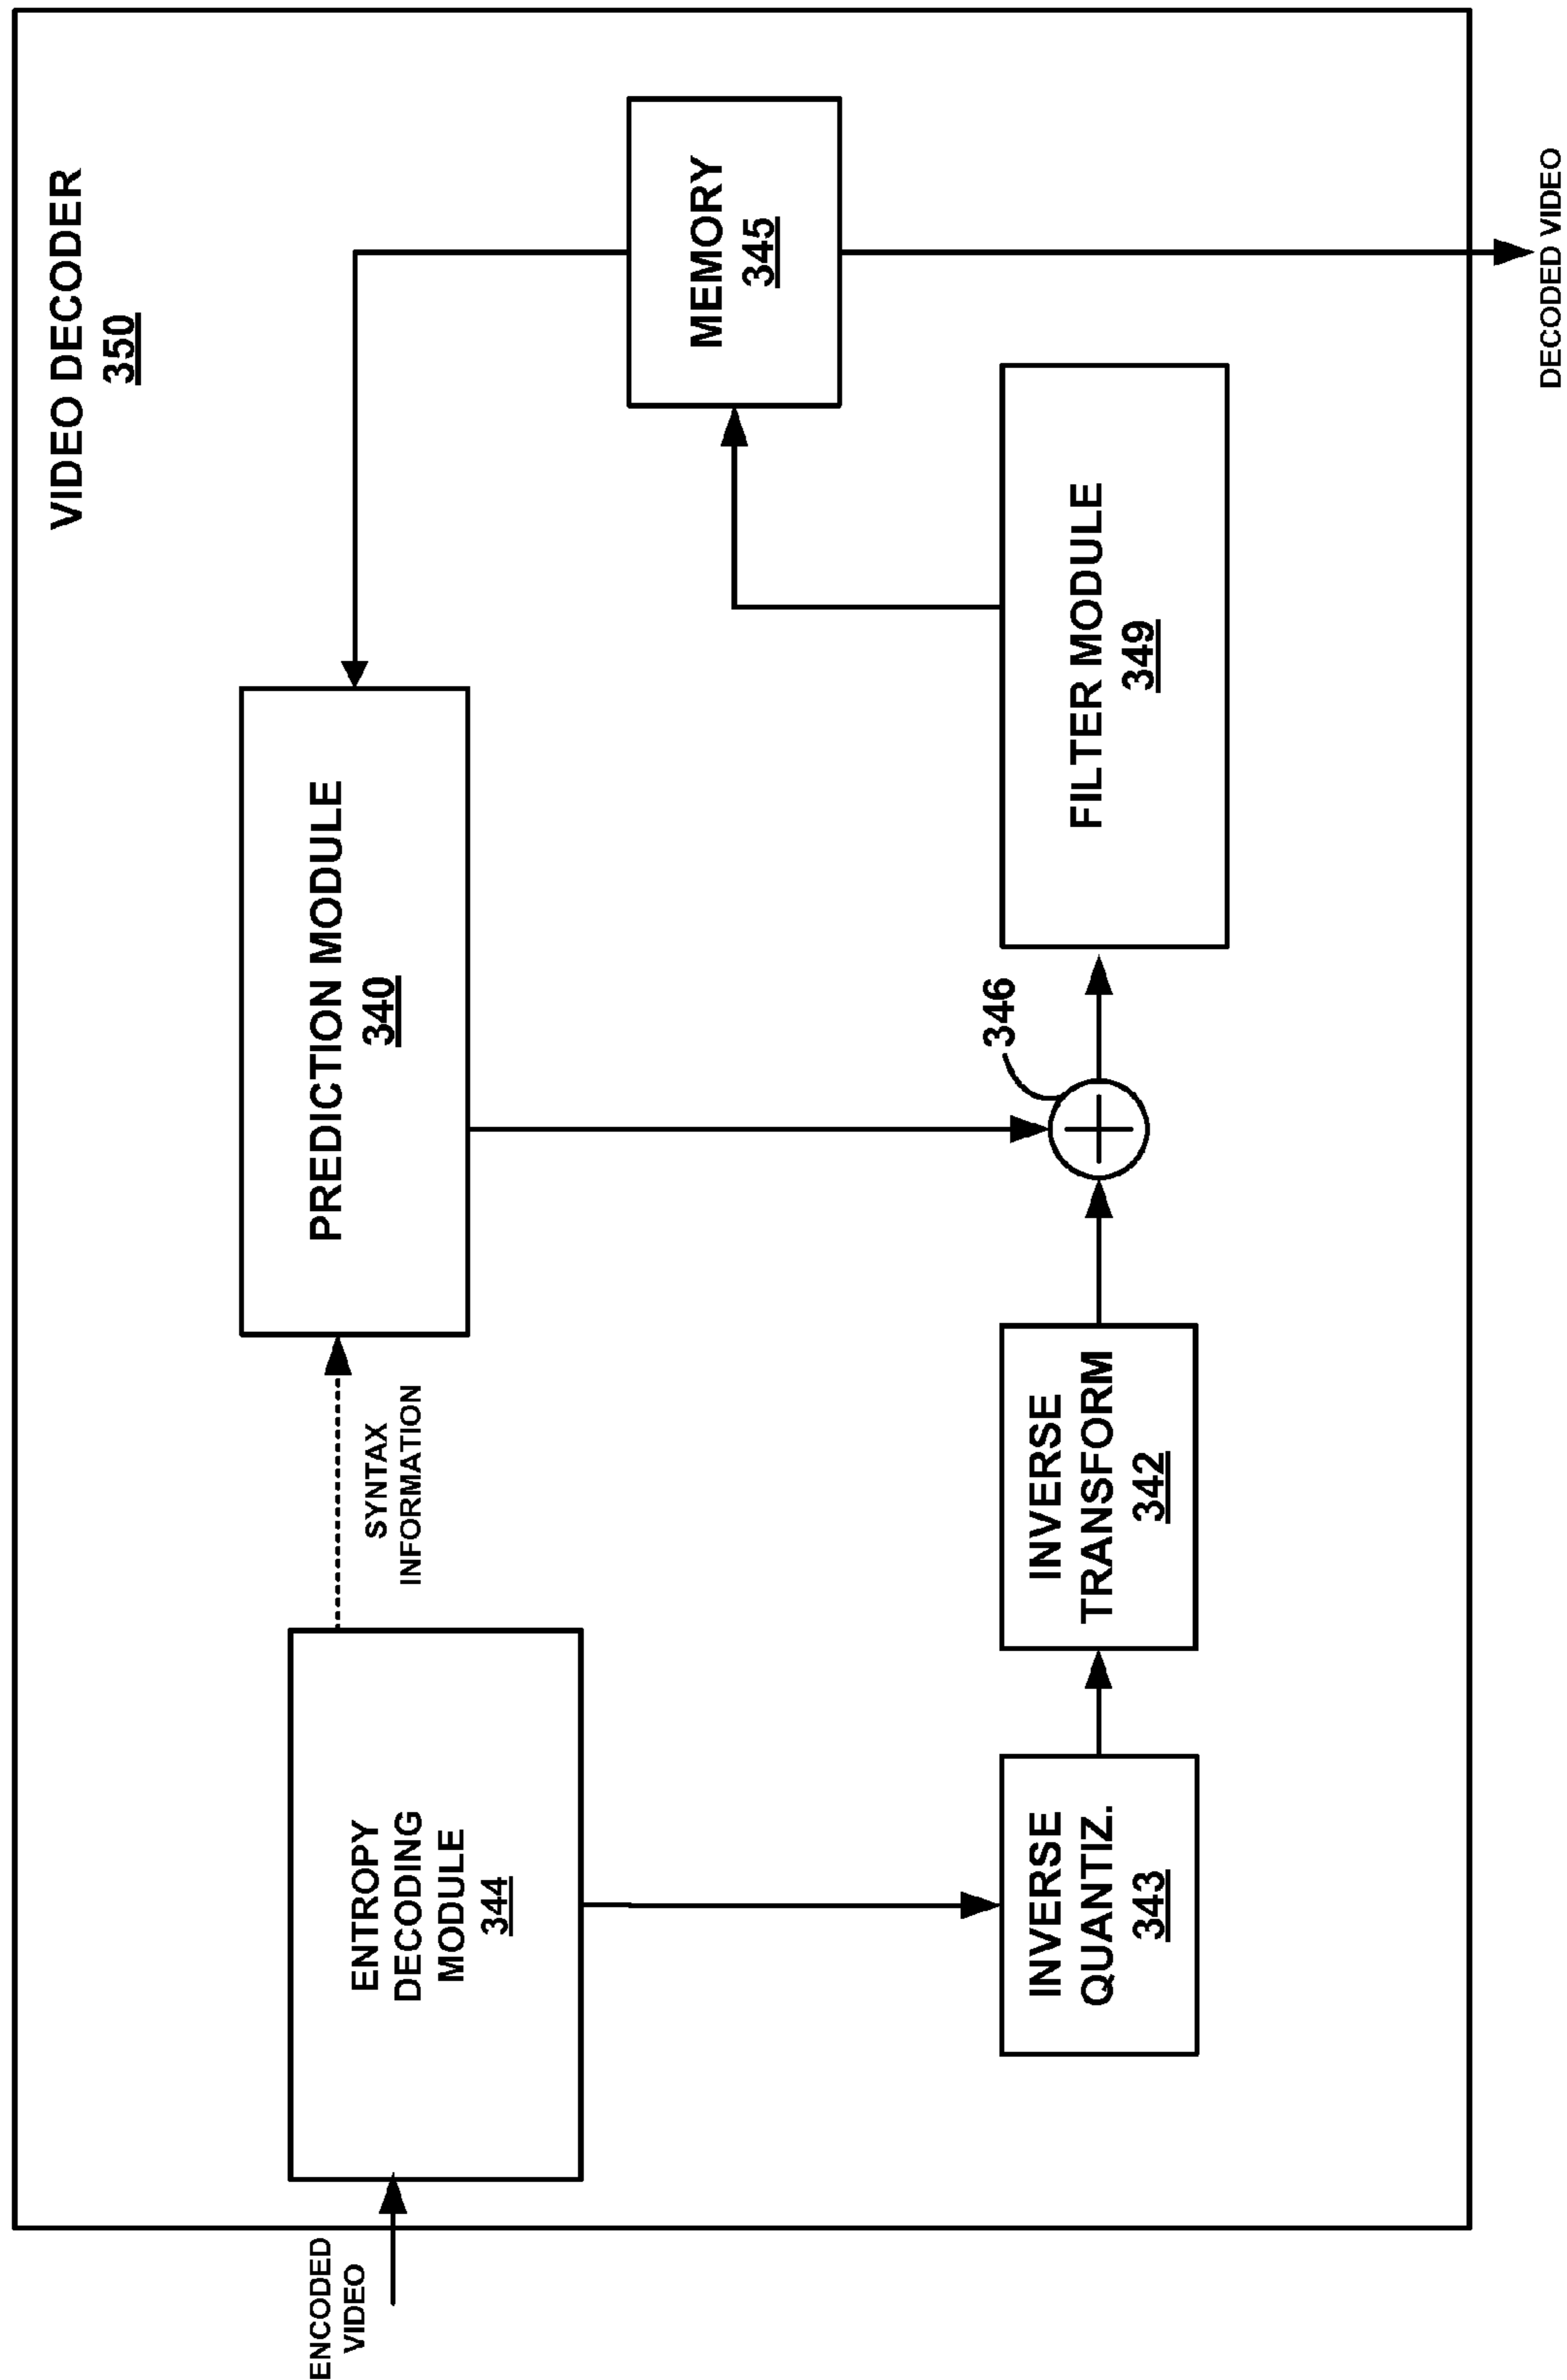 VIDEO DECODER
350
ENCODED
VIDEO
ENTROPY
DECODING
MODULE
344
SYNTAX
INFORMATION
PREDICTION MODULE
340
MEMORY
345
INVERSE
QUANTIZ.
343
INVERSE
TRANSFORM
342
346
FILTER MODULE
349
DECODED VIDEO